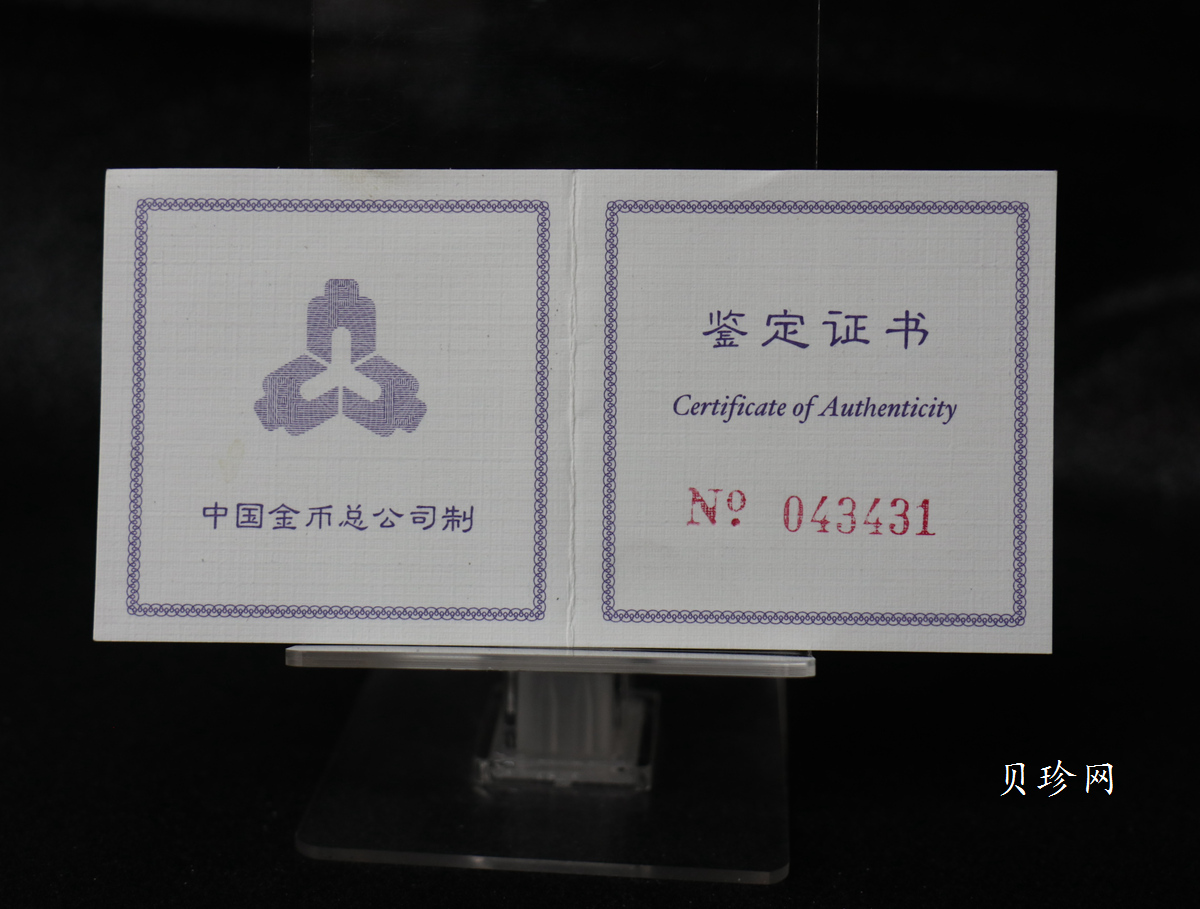 中国金币总公司制
鉴定证书
Certificate of Authenticity
Nº 043431
贝珍网